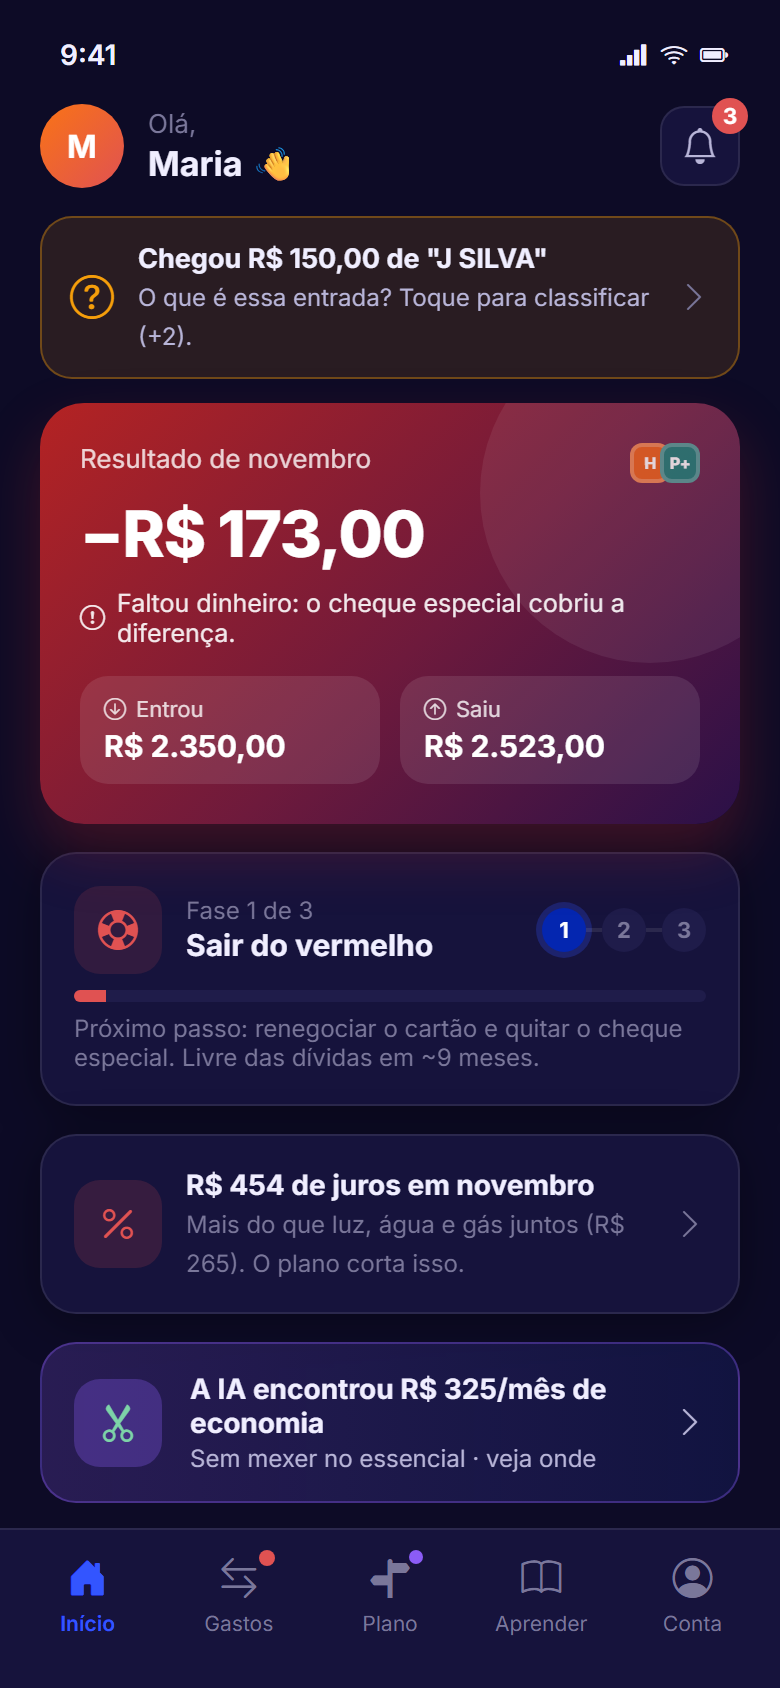 9:41
M
Olá,
Maria 👋
3
Chegou R$ 150,00 de "J SILVA"
O que é essa entrada? Toque para classificar
(+2).
Resultado de novembro
H P+
–R$ 173,00
Faltou dinheiro: o cheque especial cobriu a
diferença.
Entrou
R$ 2.350,00
Saiu
R$ 2.523,00
Fase 1 de 3
Sair do vermelho
1 2 3
Próximo passo: renegociar o cartão e quitar o cheque
especial. Livre das dívidas em ~9 meses.
R$ 454 de juros em novembro
Mais do que luz, água e gás juntos (R$
265). O plano corta isso.
A IA encontrou R$ 325/mês de
economia
Sem mexer no essencial · veja onde
Início
Gastos
Plano
Aprender
Conta